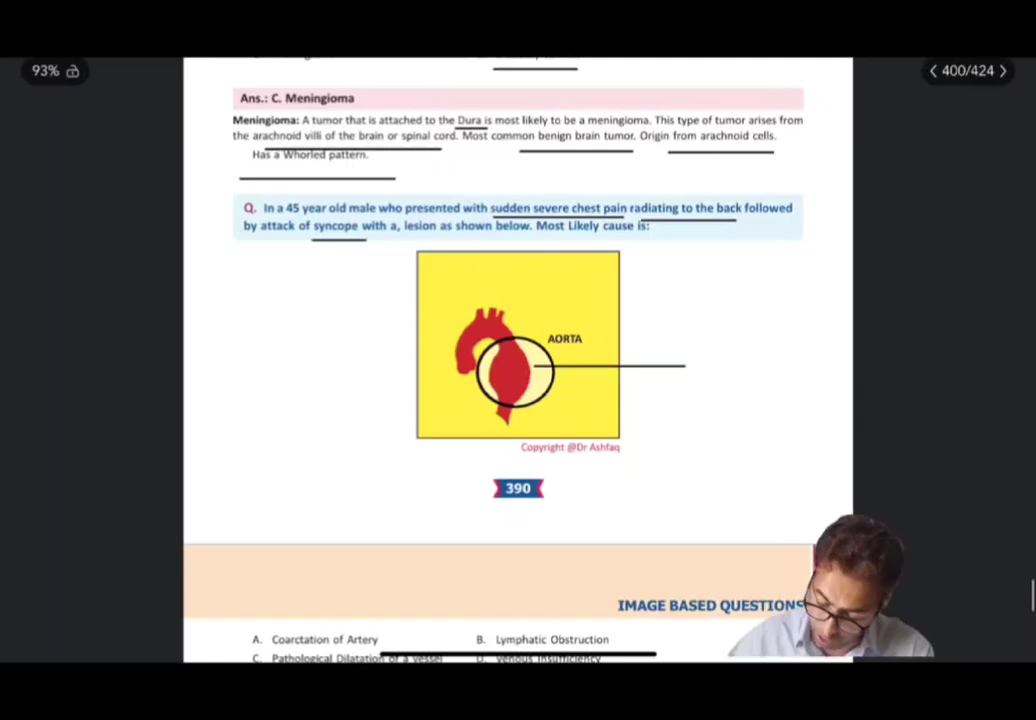 93%
400/424
Ans.: C. Meningioma
Meningioma: A tumor that is attached to the Dura is most likely to be a meningioma. This type of tumor arises from
the arachnoid villi of the brain or spinal cord. Most common benign brain tumor. Origin from arachnoid cells.
Has a Whorled pattern.
Q. In a 45 year old male who presented with sudden severe chest pain radiating to the back followed
by attack of syncope with a, lesion as shown below. Most Likely cause is:
AORTA
Copyright @Dr Ashfaq
390
IMAGE BASED QUESTIONS
A. Coarctation of Artery
B. Lymphatic Obstruction
C. Pathological Dilatation of a vessel
D. Venous Insufficiency